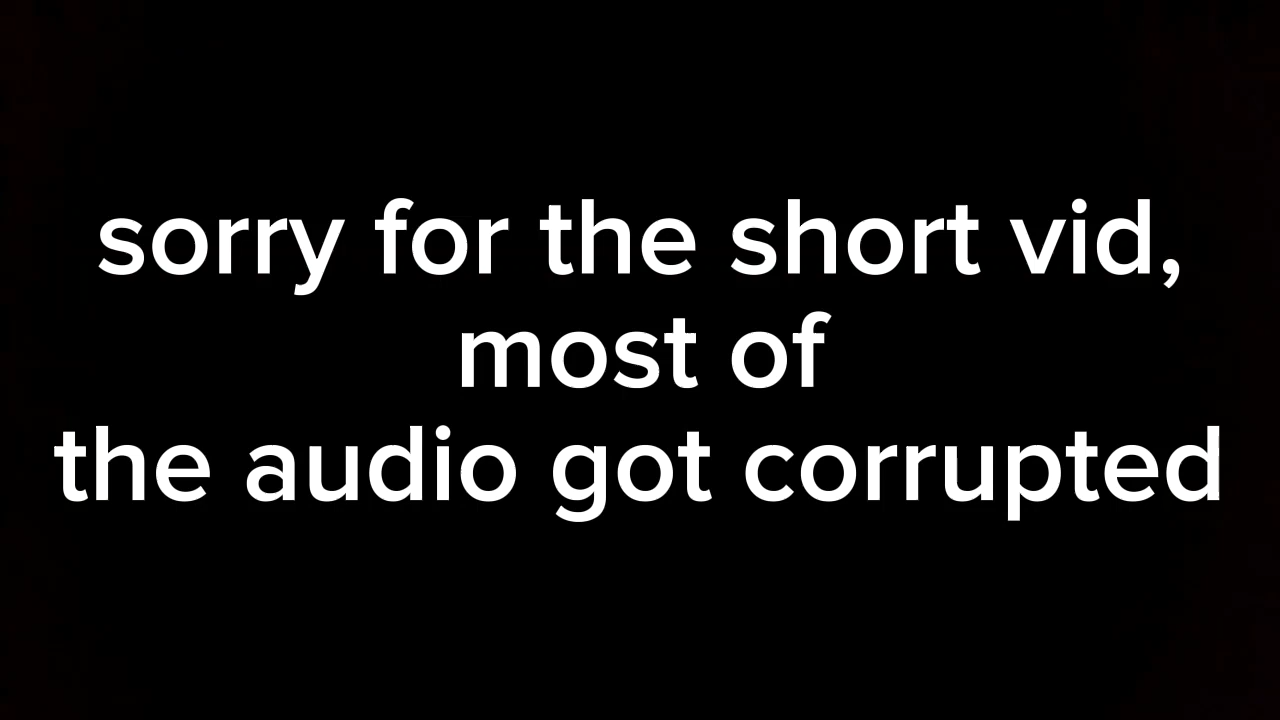 sorry for the short vid,
most of
the audio got corrupted